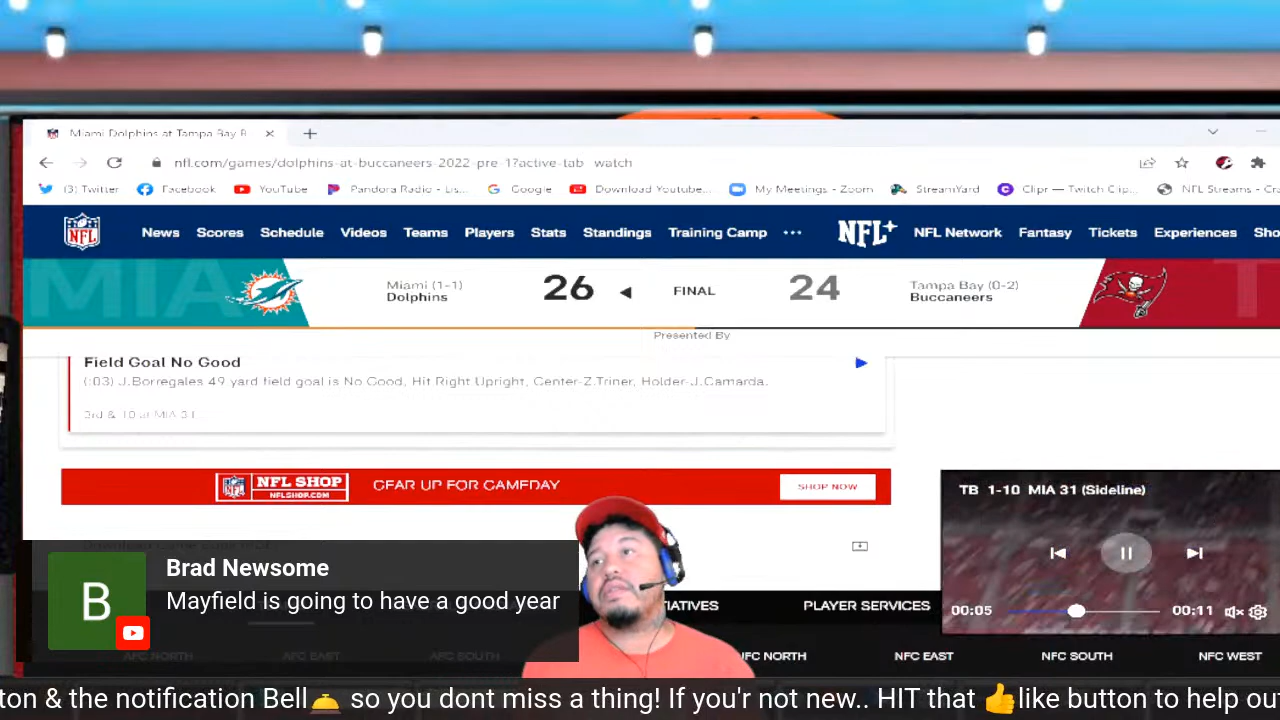 Miami Dolphins at Tampa Bay B
nfl.com/games/dolphins-at-buccaneers-2022-pre-1?active-tab watch
(3) Twitter Facebook YouTube Pandora Radio - Lis... Google Download Youtube... My Meetings - Zoom StreamYard Clipr — Twitch Clip... NFL Streams - Cr
NFL News Scores Schedule Videos Teams Players Stats Standings Training Camp ... NFL+ NFL Network Fantasy Tickets Experiences Sho
MIA Miami (1-1) 26 FINAL 24 Tampa Bay (0-2) T
Dolphins Buccaneers
Presented By
Field Goal No Good
(:03) J.Borregales 49 yard field goal is No Good, Hit Right Upright, Center-Z.Triner, Holder-J.Camarda.
3rd & 10 at MIA 31
NFL SHOP GEAR UP FOR GAMEDAY SHOP NOW
NFLSHOP.COM
TB 1-10 MIA 31 (Sideline)
00:05 00:11
B Brad Newsome
Mayfield is going to have a good year
IATIVES PLAYER SERVICES
AFC NORTH AFC EAST AFC SOUTH NFC NORTH NFC EAST NFC SOUTH NFC WEST
ton & the notification Bell🛎 so you dont miss a thing! If you'r not new.. HIT that 👍like button to help ou